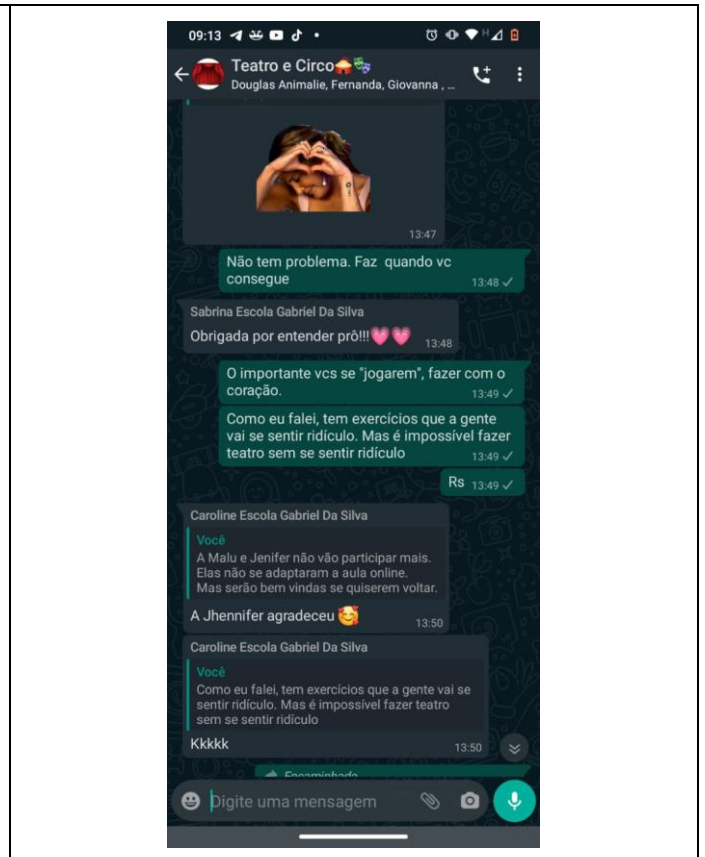 09:13
Teatro e Circo🎪🎭
Douglas Animalie, Fernanda, Giovanna , ...
13:47
Não tem problema. Faz quando vc
consegue
13:48
Sabrina Escola Gabriel Da Silva
Obrigada por entender prô!!!💗💗
13:48
O importante vcs se "jogarem", fazer com o
coração.
13:49
Como eu falei, tem exercícios que a gente
vai se sentir ridículo. Mas é impossível fazer
teatro sem se sentir ridículo
13:49
Rs 13:49
Caroline Escola Gabriel Da Silva
Você
A Malu e Jenifer não vão participar mais.
Elas não se adaptaram a aula online.
Mas serão bem vindas se quiserem voltar.
A Jhennifer agradeceu 🥰
13:50
Caroline Escola Gabriel Da Silva
Você
Como eu falei, tem exercícios que a gente vai se
sentir ridículo. Mas é impossível fazer teatro
sem se sentir ridículo
Kkkkk
13:50
Encaminhada
Digite uma mensagem